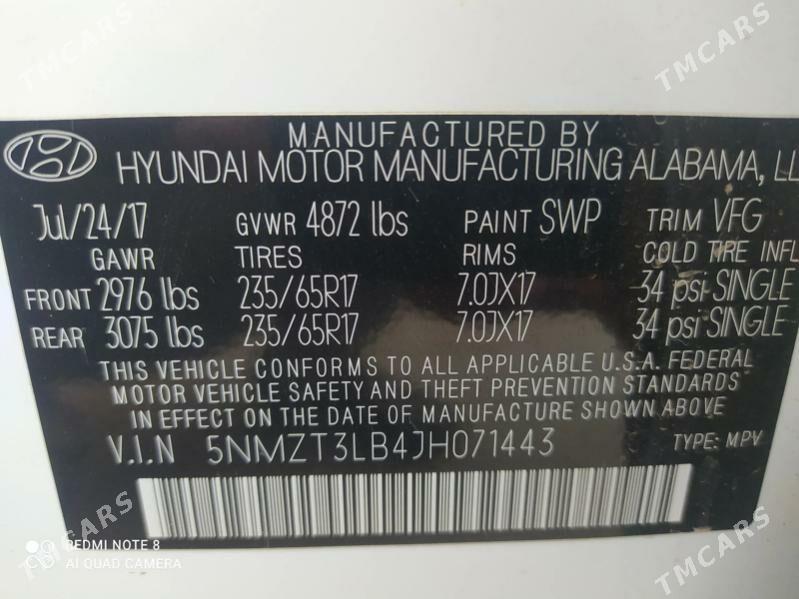 MANUFACTURED BY
HYUNDAI MOTOR MANUFACTURING ALABAMA, LL
Jul/24/17 GVWR 4872 lbs PAINT SWP TRIM VFG
GAWR TIRES RIMS COLD TIRE INFL
FRONT 2976 lbs 235/65R17 7.0JX17 34 psi-SINGLE
REAR 3075 lbs 235/65R17 7.0JX17 34 psi-SINGLE
THIS VEHICLE CONFORMS TO ALL APPLICABLE U.S.A. FEDERAL
MOTOR VEHICLE SAFETY AND THEFT PREVENTION STANDARDS
IN EFFECT ON THE DATE OF MANUFACTURE SHOWN ABOVE
V.I.N 5NMZT3LB4JH071443 TYPE: MPV
REDMI NOTE 8
AI QUAD CAMERA
TMCARS
TMCARS
TMCARS
TMCARS